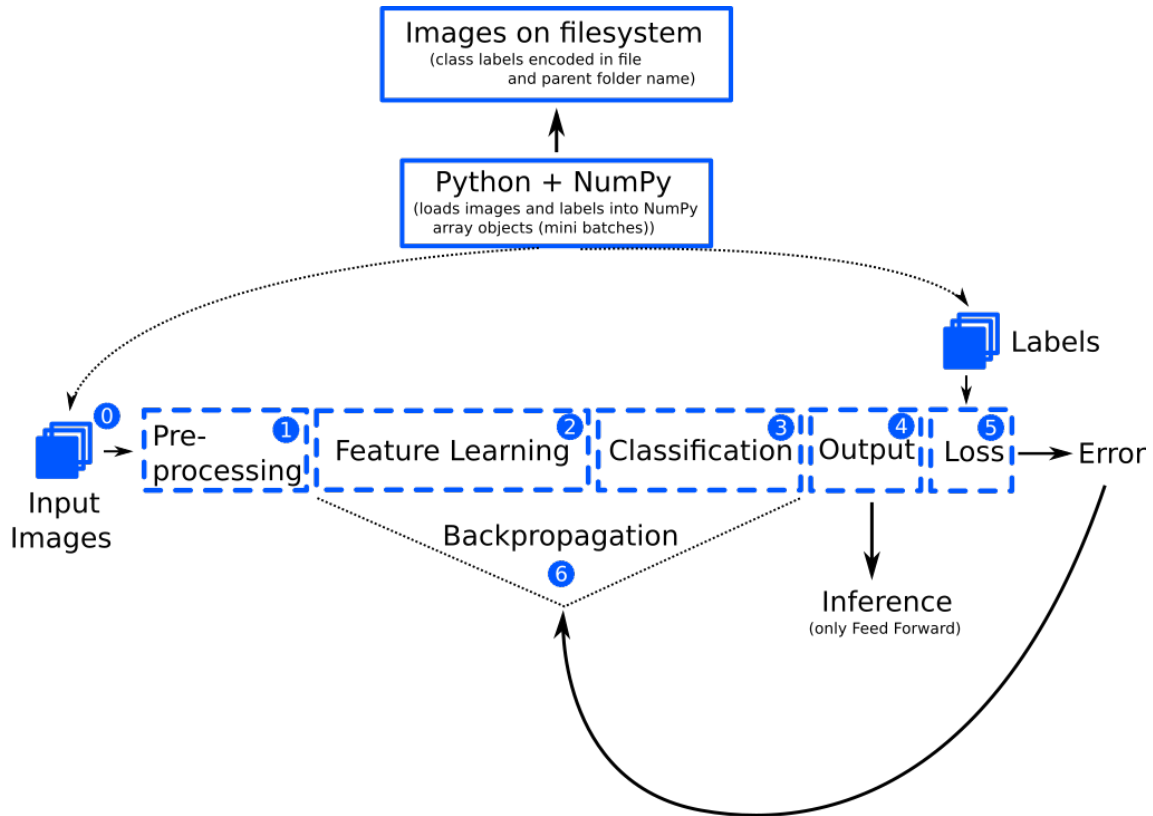 Images on filesystem
(class labels encoded in file
and parent folder name)
Python + NumPy
(loads images and labels into NumPy
array objects (mini batches))
Labels
0
Input
Images
1
Pre-
processing
2
Feature Learning
3
Classification
4
Output
5
Loss
Error
Backpropagation
6
Inference
(only Feed Forward)